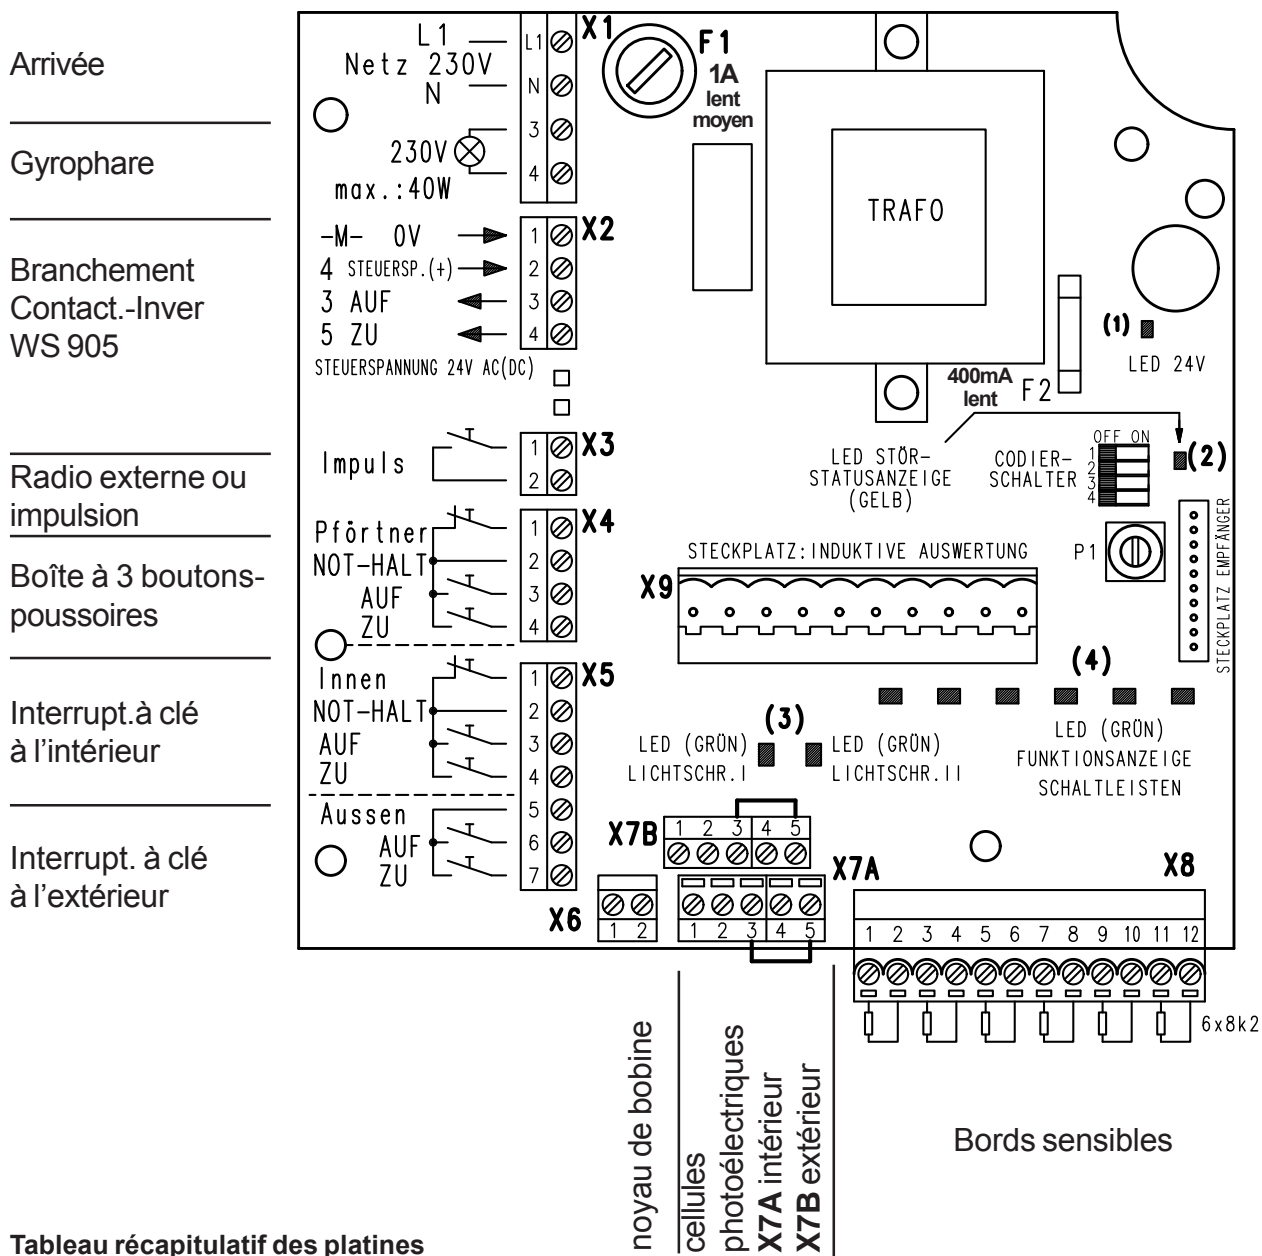 Arrivée
Gyrophare
Branchement
Contact.-Inver
WS 905
Radio externe ou
impulsion
Boîte à 3 boutons-
poussoires
Interrupt.à clé
à l'intérieur
Interrupt. à clé
à l'extérieur
L1
Netz 230V
N
230V
max.:40W
L1
N
3
4
X1
F1
1A
lent
moyen
TRAFO
-M- 0V
4 STEUERSP.(+)
3 AUF
5 ZU
STEUERSPANNUNG 24V AC(DC)
1
2
3
4
X2
(1)
LED 24V
400mA
lent
F2
Impuls
1
2
X3
LED STÖR-
STATUSANZEIGE
(GELB)
CODIER-
SCHALTER
OFF ON
1
2
3
4
(2)
Pförtner
NOT-HALT
AUF
ZU
1
2
3
4
X4
STECKPLATZ:INDUKTIVE AUSWERTUNG
X9
P1
STECKPLATZ EMPFÄNGER
Innen
NOT-HALT
AUF
ZU
Aussen
AUF
ZU
1
2
3
4
5
6
7
X5
(3)
LED (GRÜN)
LICHTSCHR.I
LED (GRÜN)
LICHTSCHR.II
(4)
LED (GRÜN)
FUNKTIONSANZEIGE
SCHALTLEISTEN
X7B
1 2 3 4 5
X6
1 2
X7A
1 2 3 4 5
X8
1 2 3 4 5 6 7 8 9 10 11 12
6x8k2
noyau de bobine
cellules
photoélectriques
X7A intérieur
X7B extérieur
Bords sensibles
Tableau récapitulatif des platines